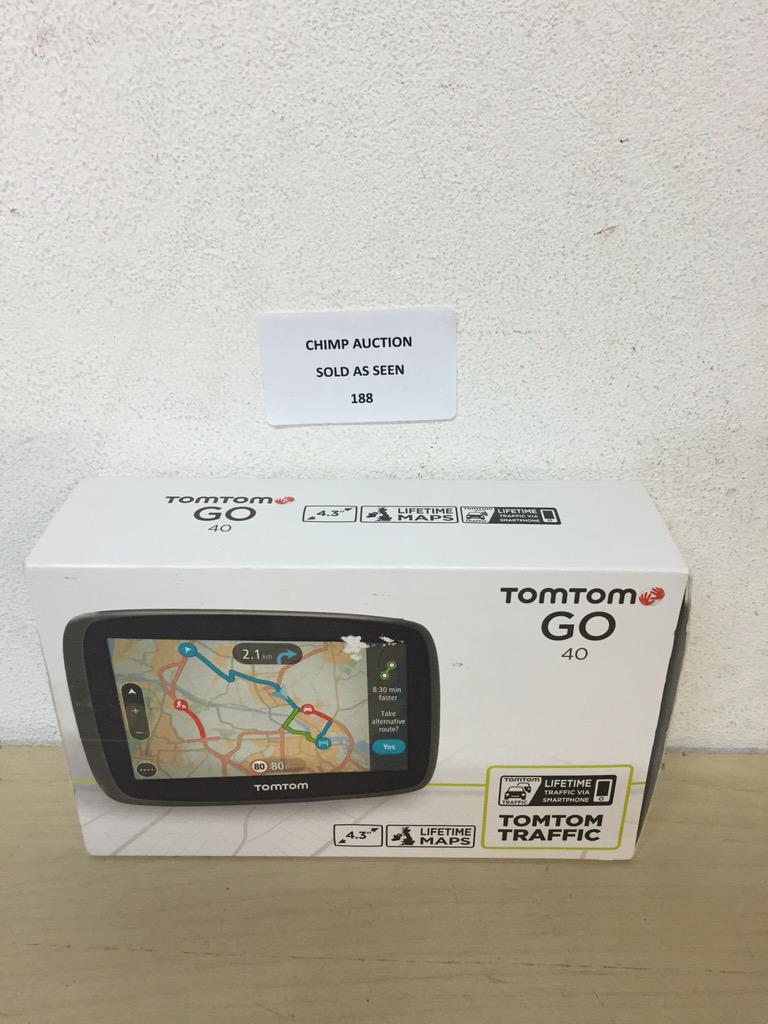 CHIMP AUCTION
SOLD AS SEEN
188
TOMTOM
GO
40
4.3"
LIFETIME
MAPS
TOMTOM
TRAFFIC
LIFETIME
TRAFFIC VIA
SMARTPHONE
TOMTOM
GO
40
2.1 km
8:30 min
faster
Take
alternative
route?
Yes
80
80
TOMTOM
4.3"
LIFETIME
MAPS
TOMTOM
TRAFFIC
LIFETIME
TRAFFIC VIA
SMARTPHONE
TOMTOM
TRAFFIC